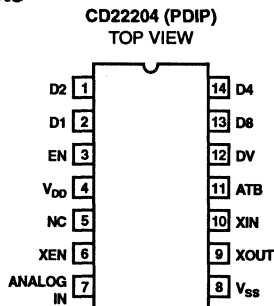 CD22204 (PDIP)
TOP VIEW
D2 1 14 D4
D1 2 13 D8
EN 3 12 DV
VDD 4 11 ATB
NC 5 10 XIN
XEN 6 9 XOUT
ANALOG
IN 7 8 VSS